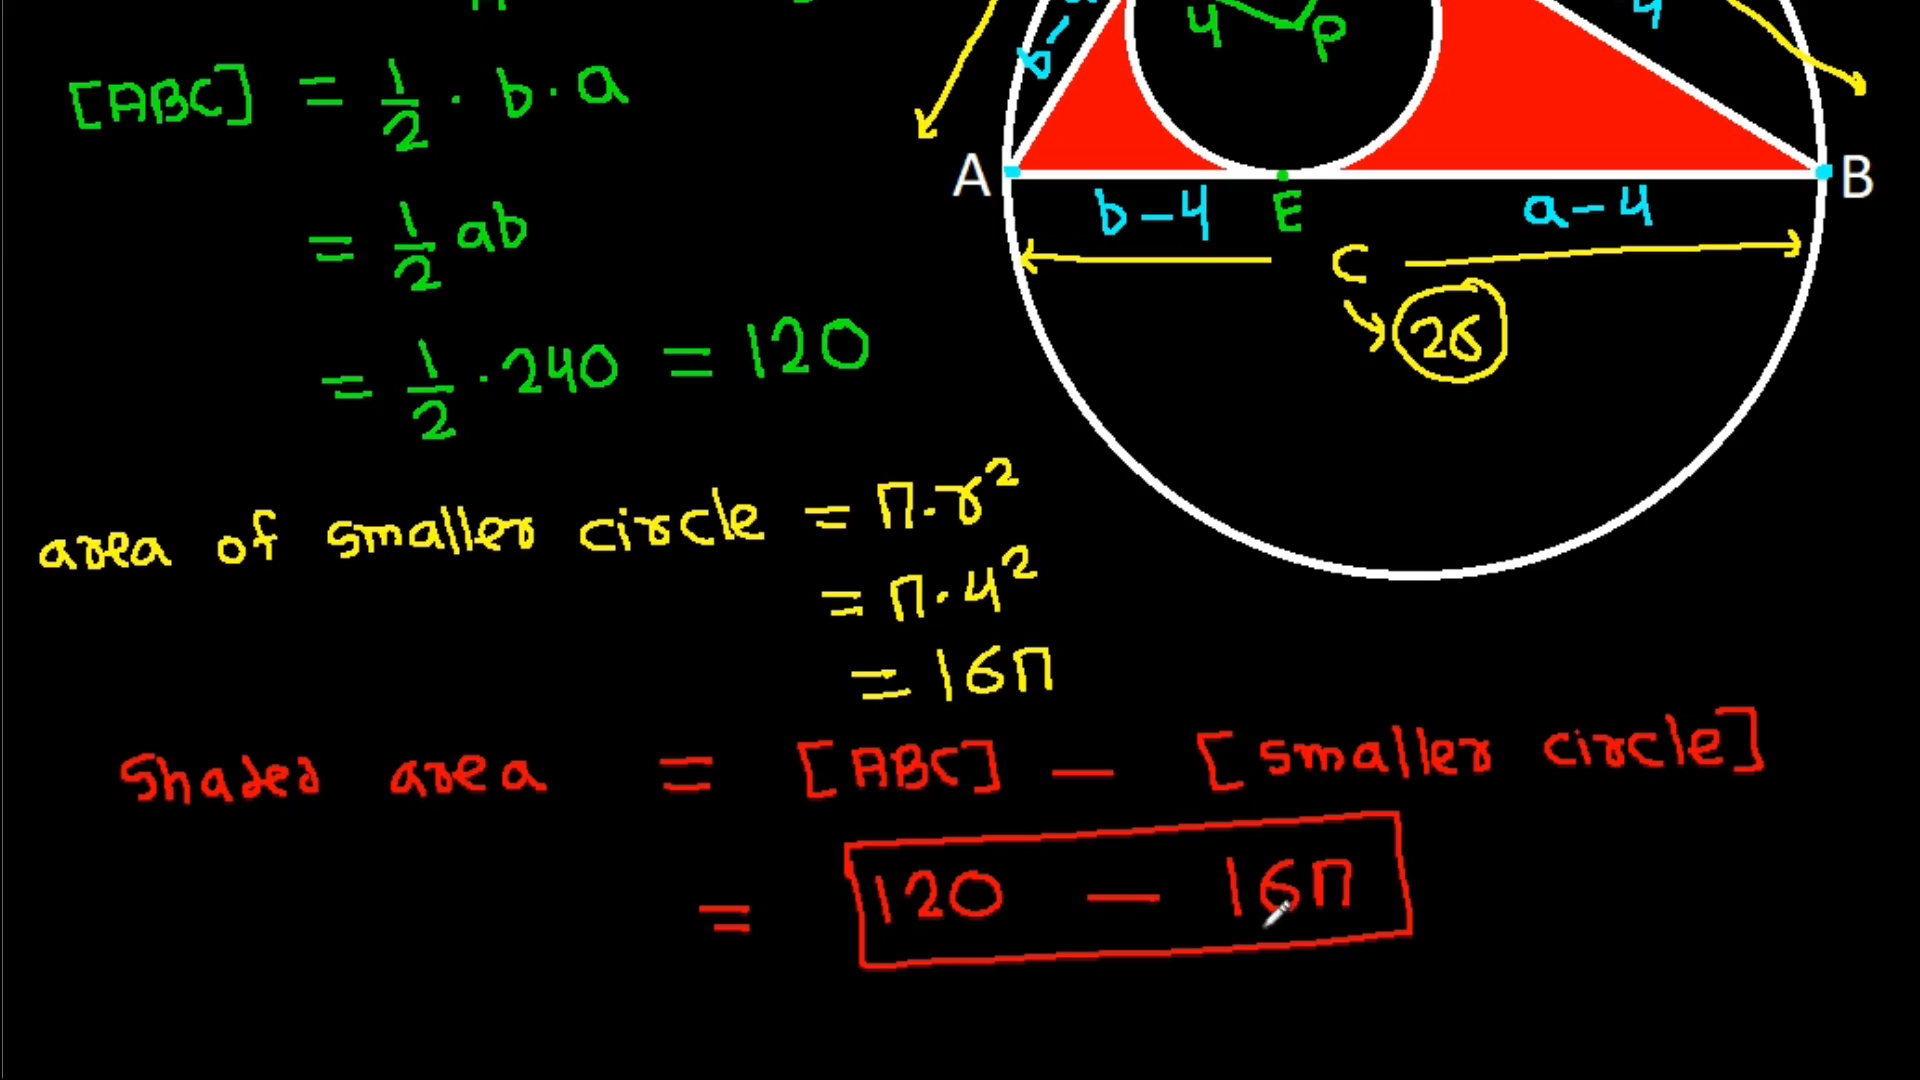 [ABC] = 1/2 · b · a
= 1/2 ab
= 1/2 · 240 = 120
area of smaller circle = π · r²
= π · 4²
= 16π
Shaded area = [ABC] − [smaller circle]
= 120 − 16π
4 P
4
A B
b−4 E a−4
C
26